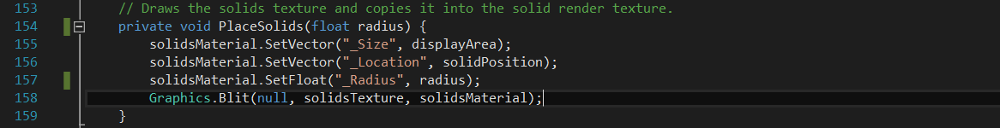 153 // Draws the solids texture and copies it into the solid render texture.
154 private void PlaceSolids(float radius) {
155 solidsMaterial.SetVector("_Size", displayArea);
156 solidsMaterial.SetVector("_Location", solidPosition);
157 solidsMaterial.SetFloat("_Radius", radius);
158 Graphics.Blit(null, solidsTexture, solidsMaterial);
159 }